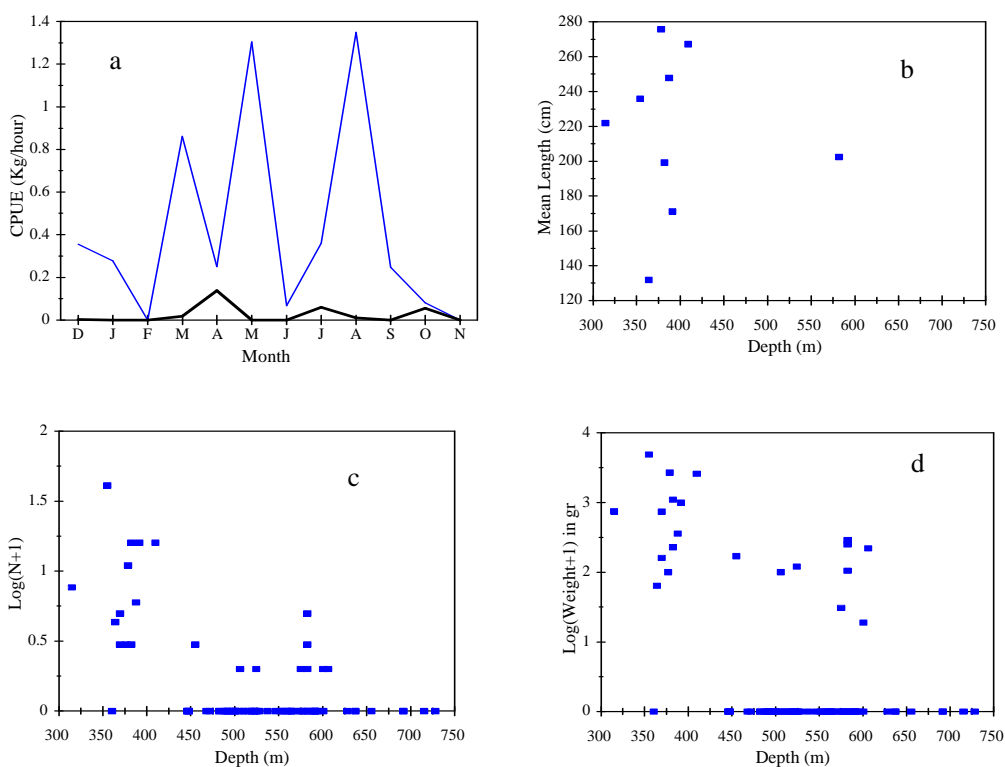 1.4
1.2
1
0.8
0.6
0.4
0.2
0
CPUE (Kg/hour)
a
D J F M A M J J A S O N
Month
280
260
240
220
200
180
160
140
120
Mean Length (cm)
b
300 350 400 450 500 550 600 650 700 750
Depth (m)
2
1.5
1
0.5
0
Log(N+1)
c
300 350 400 450 500 550 600 650 700 750
Depth (m)
4
3
2
1
0
Log(Weight+1) in gr
d
300 350 400 450 500 550 600 650 700 750
Depth (m)